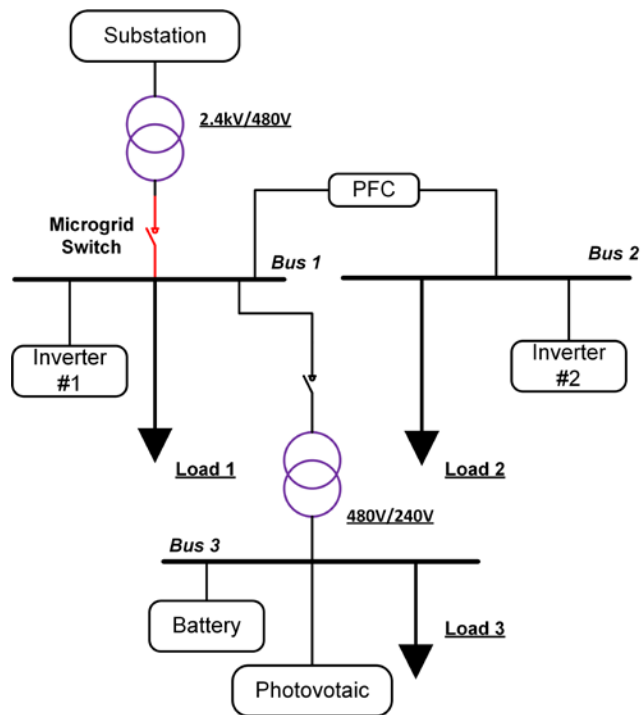 Substation
2.4kV/480V
PFC
Microgrid
Switch
Bus 1
Bus 2
Inverter
#1
Inverter
#2
Load 1
Load 2
480V/240V
Bus 3
Battery
Load 3
Photovotaic